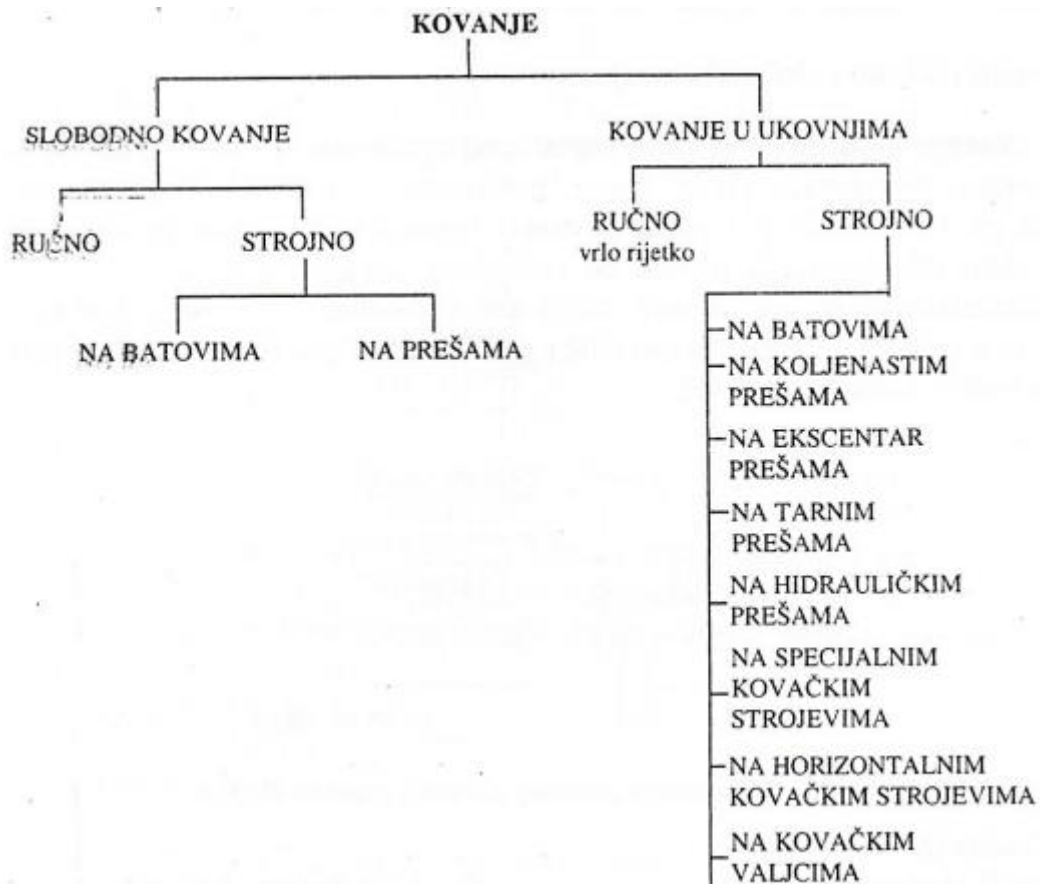 KOVANJE
SLOBODNO KOVANJE
KOVANJE U UKOVNJIMA
RUČNO
STROJNO
NA BATOVIMA
NA PREŠAMA
RUČNO
vrlo rijetko
STROJNO
NA BATOVIMA
NA KOLJENASTIM
PREŠAMA
NA EKSCENTAR
PREŠAMA
NA TARNIM
PREŠAMA
NA HIDRAULIČKIM
PREŠAMA
NA SPECIJALNIM
KOVAČKIM
STROJEVIMA
NA HORIZONTALNIM
KOVAČKIM STROJEVIMA
NA KOVAČKIM
VALJCIMA